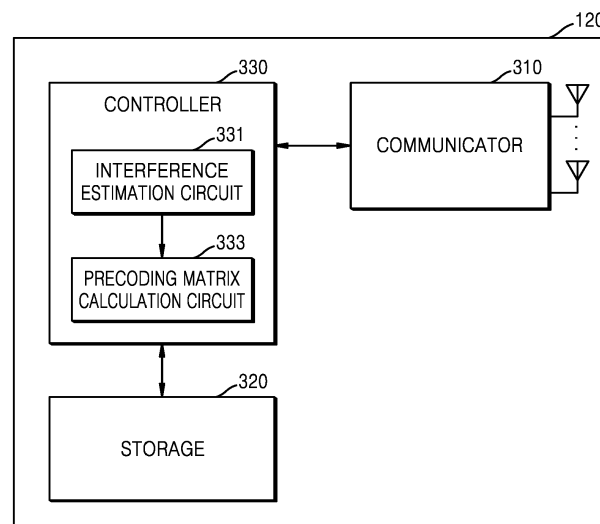 120
330
310
CONTROLLER
331
INTERFERENCE
ESTIMATION CIRCUIT
COMMUNICATOR
333
PRECODING MATRIX
CALCULATION CIRCUIT
320
STORAGE